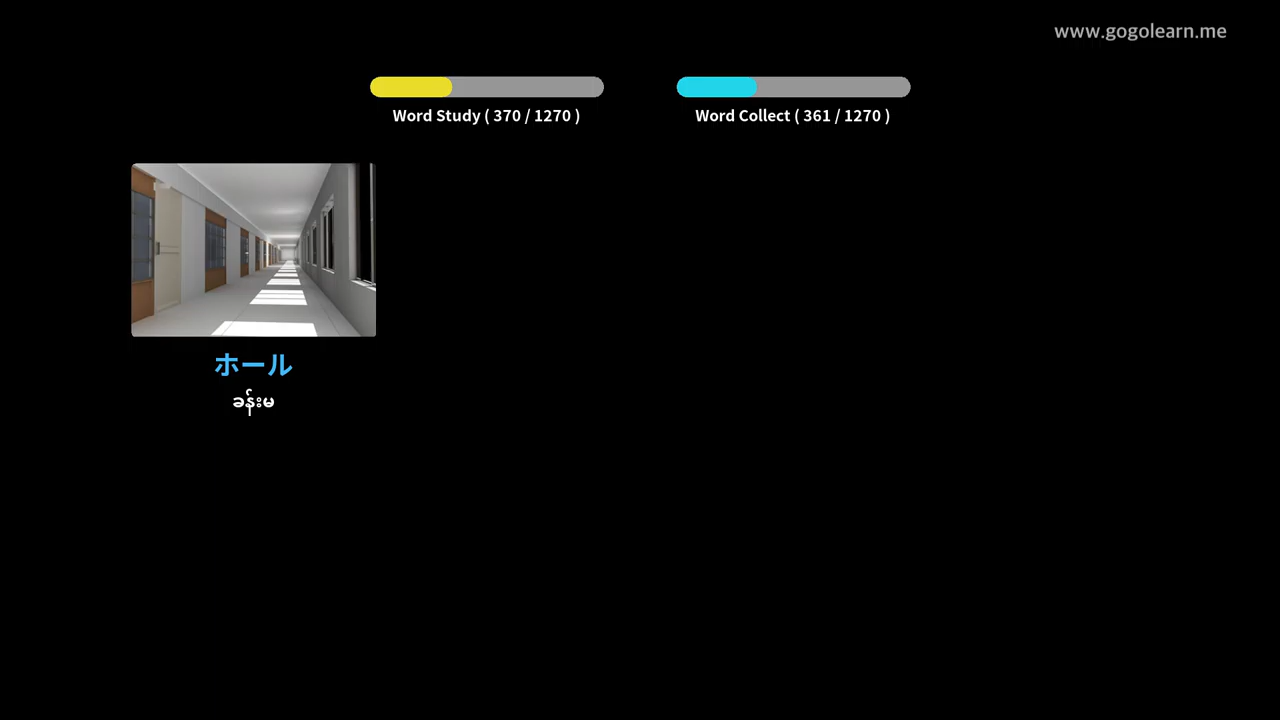 www.gogolearn.me
Word Study ( 370 / 1270 )
Word Collect ( 361 / 1270 )
ホール
ခန်းမ